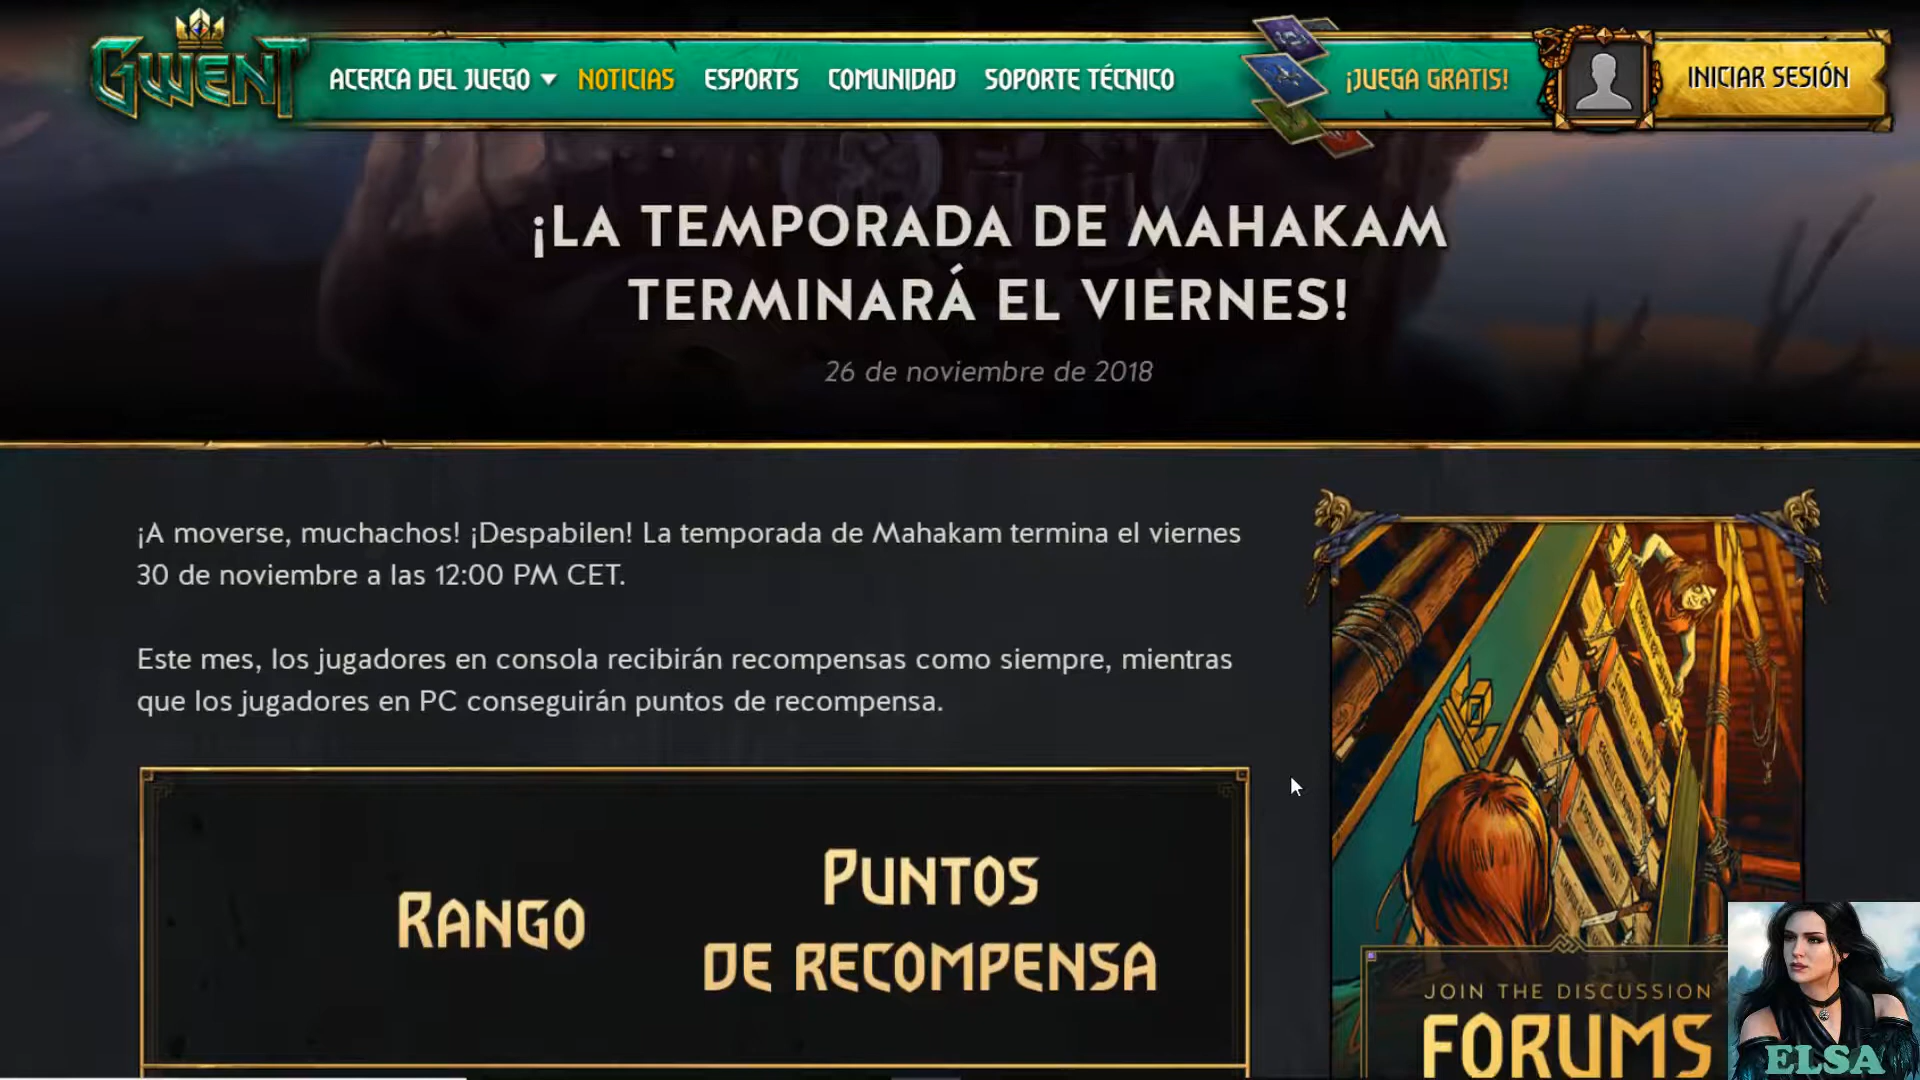 GWENT
ACERCA DEL JUEGO
NOTICIAS
ESPORTS
COMUNIDAD
SOPORTE TÉCNICO
¡JUEGA GRATIS!
INICIAR SESIÓN
¡LA TEMPORADA DE MAHAKAM
TERMINARÁ EL VIERNES!
26 de noviembre de 2018
¡A moverse, muchachos! ¡Despabilen! La temporada de Mahakam termina el viernes
30 de noviembre a las 12:00 PM CET.
Este mes, los jugadores en consola recibirán recompensas como siempre, mientras
que los jugadores en PC conseguirán puntos de recompensa.
RANGO
PUNTOS
DE RECOMPENSA
JOIN THE DISCUSSION
FORUMS
ELSA